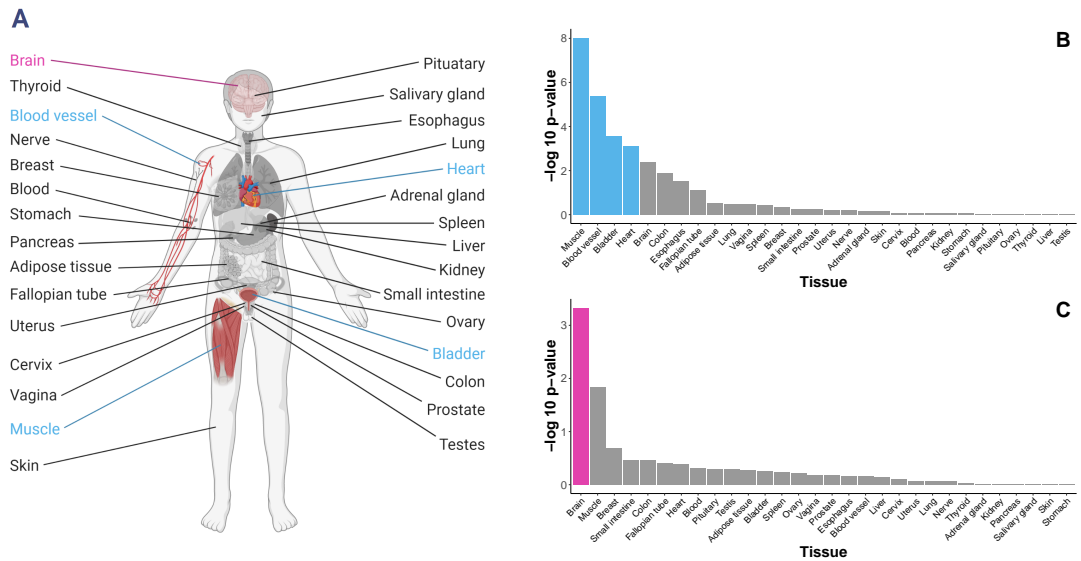 A
Brain
Thyroid
Blood vessel
Nerve
Breast
Blood
Stomach
Pancreas
Adipose tissue
Fallopian tube
Uterus
Cervix
Vagina
Muscle
Skin
Pituatary
Salivary gland
Esophagus
Lung
Heart
Adrenal gland
Spleen
Liver
Kidney
Small intestine
Ovary
Bladder
Colon
Prostate
Testes
B
−log 10 p−value
8
6
4
2
0
Muscle
Blood vessel
Bladder
Heart
Brain
Colon
Esophagus
Fallopian tube
Adipose tissue
Lung
Vagina
Spleen
Breast
Small intestine
Prostate
Uterus
Nerve
Adrenal gland
Skin
Cervix
Blood
Pancreas
Kidney
Stomach
Salivary gland
Pituitary
Ovary
Thyroid
Liver
Testis
Tissue
C
−log 10 p−value
3
2
1
0
Brain
Muscle
Breast
Small intestine
Colon
Fallopian tube
Heart
Blood
Pituitary
Testis
Adipose tissue
Bladder
Spleen
Ovary
Vagina
Prostate
Esophagus
Blood vessel
Liver
Cervix
Uterus
Lung
Nerve
Thyroid
Adrenal gland
Kidney
Pancreas
Salivary gland
Skin
Stomach
Tissue